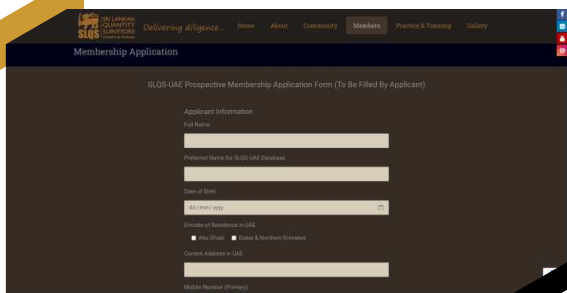 SRI LANKAN
QUANTITY
SURVEYORS
SLQS
Delivering diligence...
Home
About
Community
Members
Practice & Training
Gallery
Membership Application
SLQS-UAE Prospective Membership Application Form (To Be Filled By Applicant)
Applicant Information
Full Name
Preferred Name for SLQS-UAE Database
Date of Birth
dd / mm / yyyy
Emirate of Residence in UAE
Abu Dhabi
Dubai & Northern Emirates
Current Address in UAE
Mobile Number (Primary)